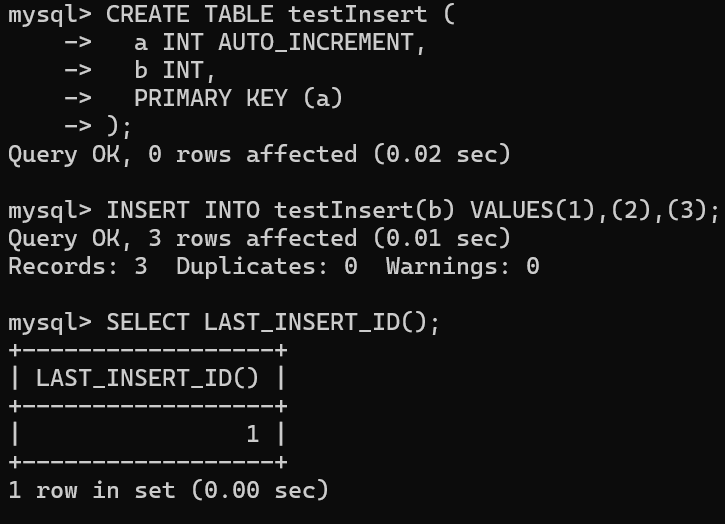 mysql> CREATE TABLE testInsert (
    ->   a INT AUTO_INCREMENT,
    ->   b INT,
    ->   PRIMARY KEY (a)
    -> );
Query OK, 0 rows affected (0.02 sec)

mysql> INSERT INTO testInsert(b) VALUES(1),(2),(3);
Query OK, 3 rows affected (0.01 sec)
Records: 3  Duplicates: 0  Warnings: 0

mysql> SELECT LAST_INSERT_ID();
+------------------+
| LAST_INSERT_ID() |
+------------------+
|                1 |
+------------------+
1 row in set (0.00 sec)